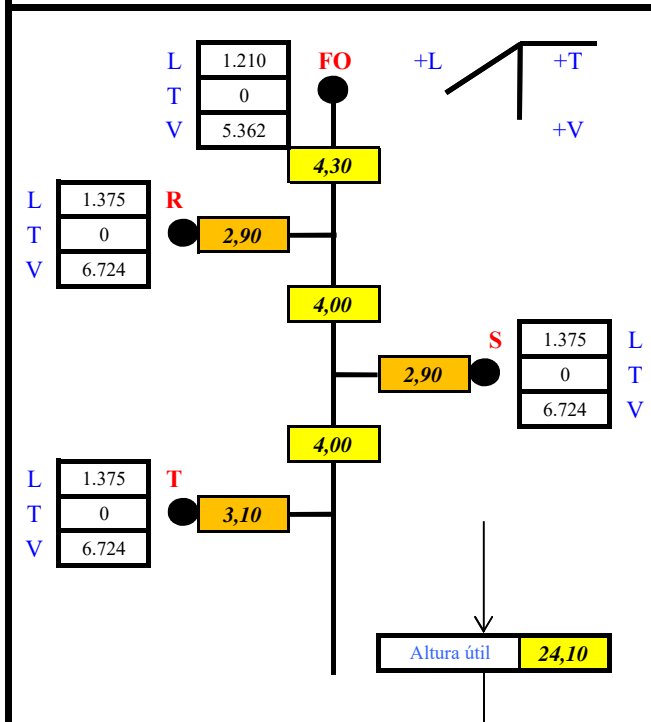 L 1.210 FO +L +T
T 0
V 5.362 +V
4,30
L 1.375 R
T 0 2,90
V 6.724
4,00
S 1.375 L
2,90 0 T
6.724 V
4,00
L 1.375 T
T 0 3,10
V 6.724
Altura útil 24,10